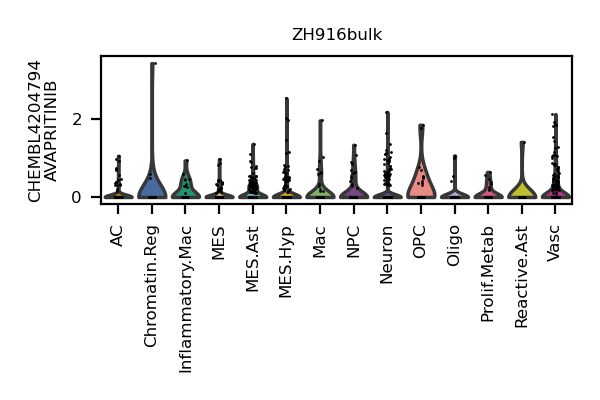 ZH916bulk
CHEMBL4204794
AVAPRITINIB
2
0
AC
Chromatin.Reg
Inflammatory.Mac
MES
MES.Ast
MES.Hyp
Mac
NPC
Neuron
OPC
Oligo
Prolif.Metab
Reactive.Ast
Vasc